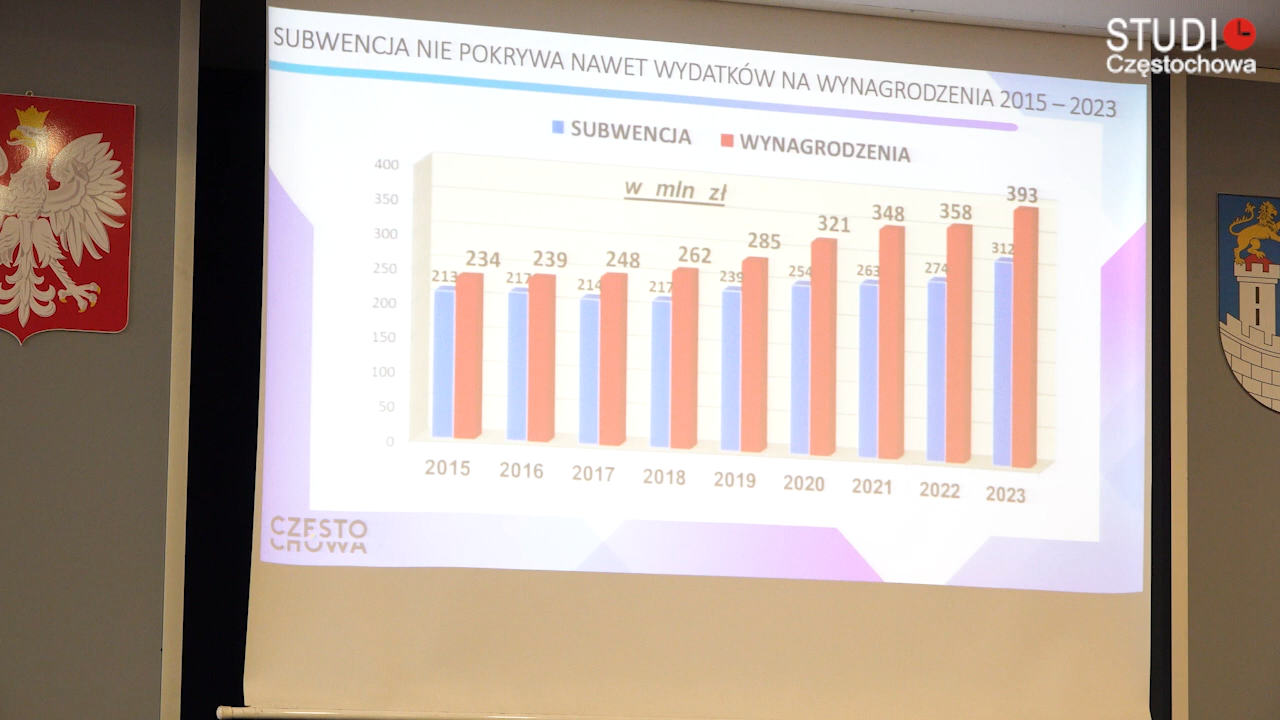 STUDIO
Częstochowa
SUBWENCJA NIE POKRYWA NAWET WYDATKÓW NA WYNAGRODZENIA 2015 – 2023
SUBWENCJA WYNAGRODZENIA
w mln zł
400
350
300
250
200
150
100
50
0
213 234
217 239
214 248
217 262
239 285
254 321
263 348
274 358
312 393
2015 2016 2017 2018 2019 2020 2021 2022 2023
CZĘSTO
CHOWA